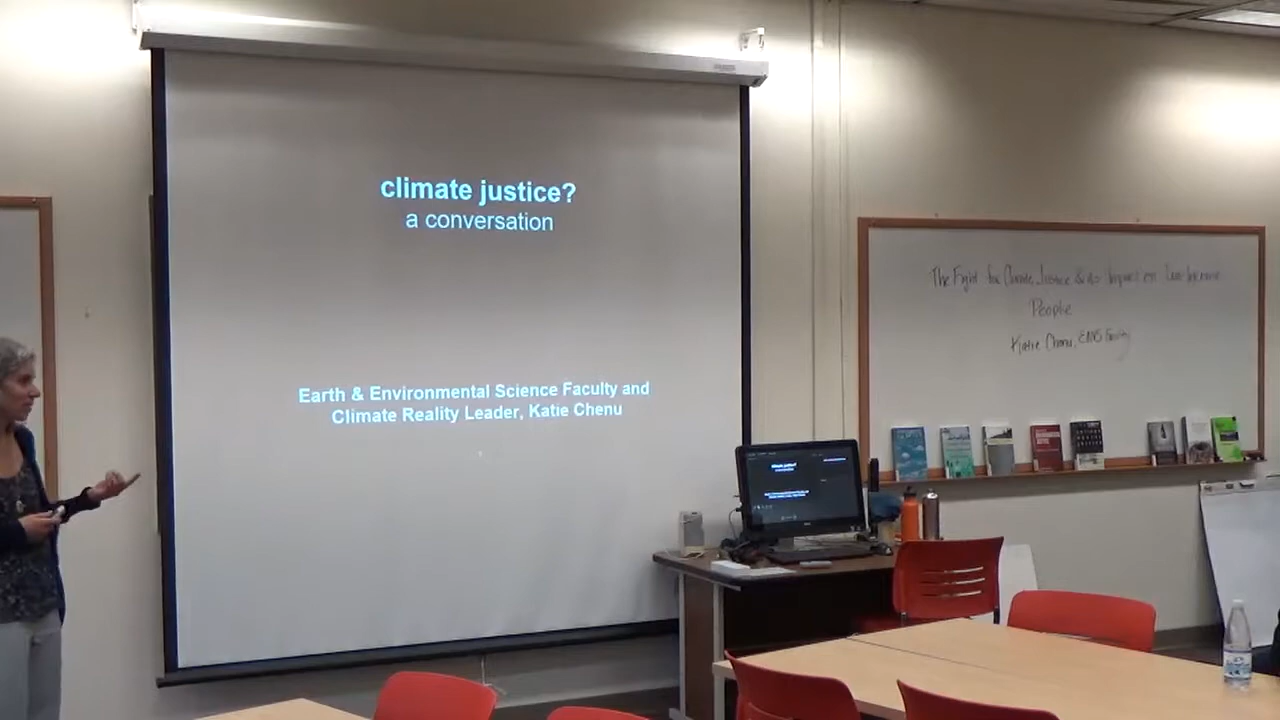 climate justice?
a conversation
Earth & Environmental Science Faculty and
Climate Reality Leader, Katie Chenu
The Fight for Climate Justice & its Impact on Low Income
People
Katie Chenu, EAES Faculty